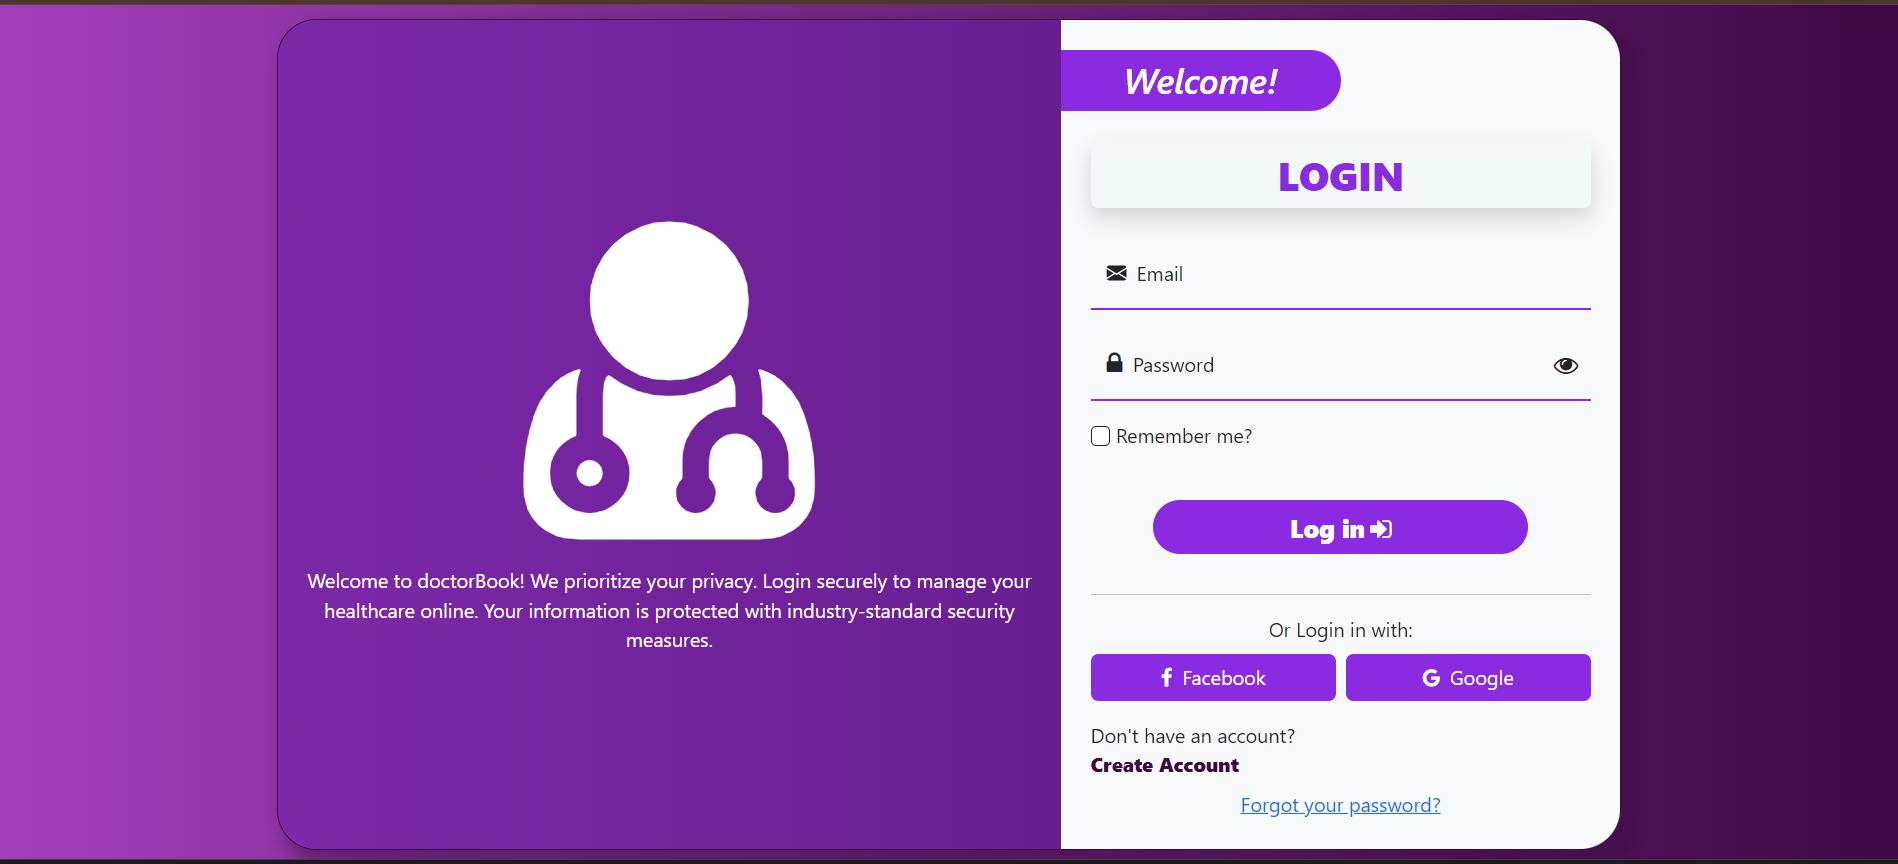 Welcome to doctorBook! We prioritize your privacy. Login securely to manage your
healthcare online. Your information is protected with industry-standard security
measures.
Welcome!
LOGIN
Email
Password
Remember me?
Log in
Or Login in with:
Facebook
Google
Don't have an account?
Create Account
Forgot your password?